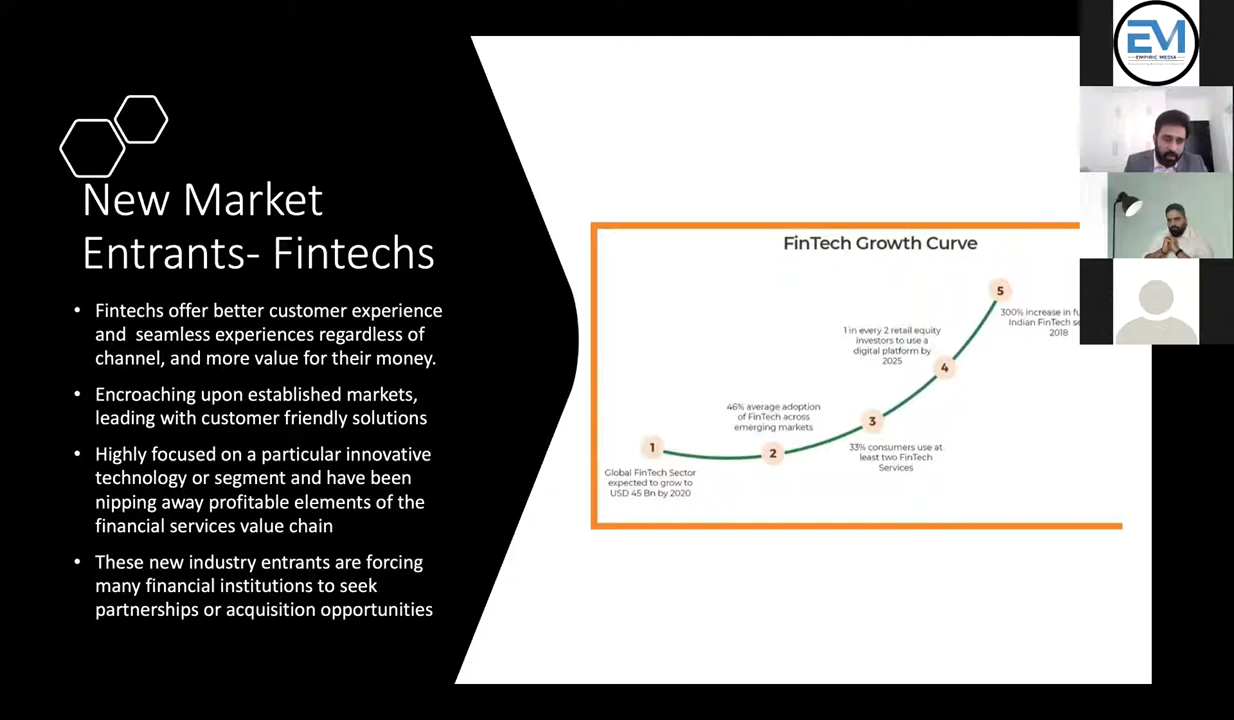 New Market
Entrants- Fintechs
• Fintechs offer better customer experience
and seamless experiences regardless of
channel, and more value for their money.
• Encroaching upon established markets,
leading with customer friendly solutions
• Highly focused on a particular innovative
technology or segment and have been
nipping away profitable elements of the
financial services value chain
• These new industry entrants are forcing
many financial institutions to seek
partnerships or acquisition opportunities
FinTech Growth Curve
1
Global FinTech Sector
expected to grow to
USD 45 Bn by 2020
2
46% average adoption
of FinTech across
emerging markets
3
33% consumers use at
least two FinTech
Services
4
1 in every 2 retail equity
investors to use a
digital platform by
2025
5
300% increase in
Indian FinTech
2018
EM
EMPIRIC MEDIA